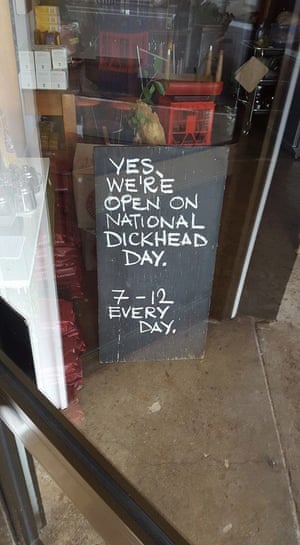 YES,
WE'RE
OPEN ON
NATIONAL
DICKHEAD
DAY.
7-12
EVERY
DAY.